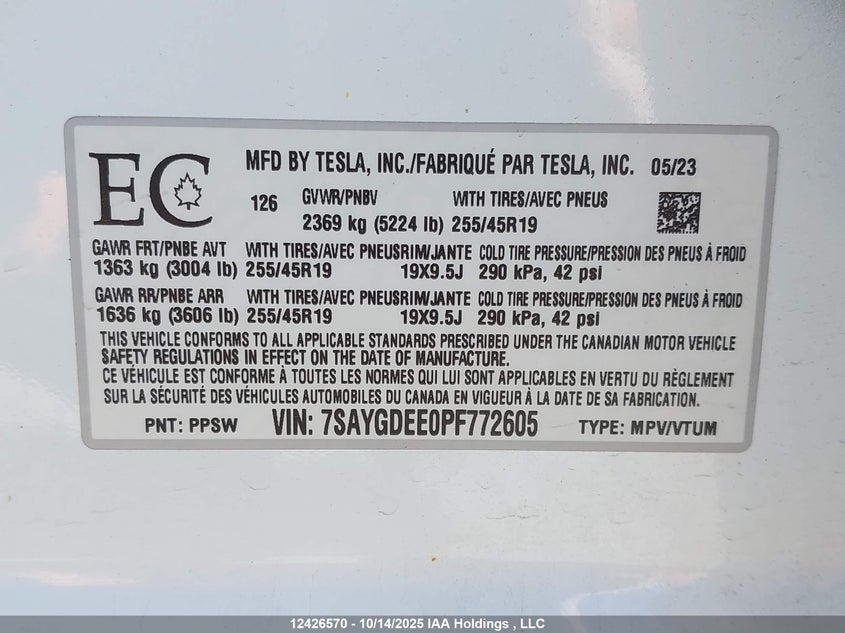 EC
MFD BY TESLA, INC./FABRIQUÉ PAR TESLA, INC. 05/23
126 GVWR/PNBV WITH TIRES/AVEC PNEUS
2369 kg (5224 lb) 255/45R19
GAWR FRT/PNBE AVT WITH TIRES/AVEC PNEUS RIM/JANTE COLD TIRE PRESSURE/PRESSION DES PNEUS À FROID
1363 kg (3004 lb) 255/45R19 19X9.5J 290 kPa, 42 psi
GAWR RR/PNBE ARR WITH TIRES/AVEC PNEUS RIM/JANTE COLD TIRE PRESSURE/PRESSION DES PNEUS À FROID
1636 kg (3606 lb) 255/45R19 19X9.5J 290 kPa, 42 psi
THIS VEHICLE CONFORMS TO ALL APPLICABLE STANDARDS PRESCRIBED UNDER THE CANADIAN MOTOR VEHICLE
SAFETY REGULATIONS IN EFFECT ON THE DATE OF MANUFACTURE.
CE VÉHICULE EST CONFORME À TOUTES LES NORMES QUI LUI SONT APPLICABLES EN VERTU DU RÈGLEMENT
SUR LA SÉCURITÉ DES VÉHICULES AUTOMOBILES DU CANADA EN VIGUEUR À LA DATE DE SA FABRICATION.
PNT: PPSW VIN: 7SAYGDEE0PF772605 TYPE: MPV/VTUM
12426570 - 10/14/2025 IAA Holdings , LLC